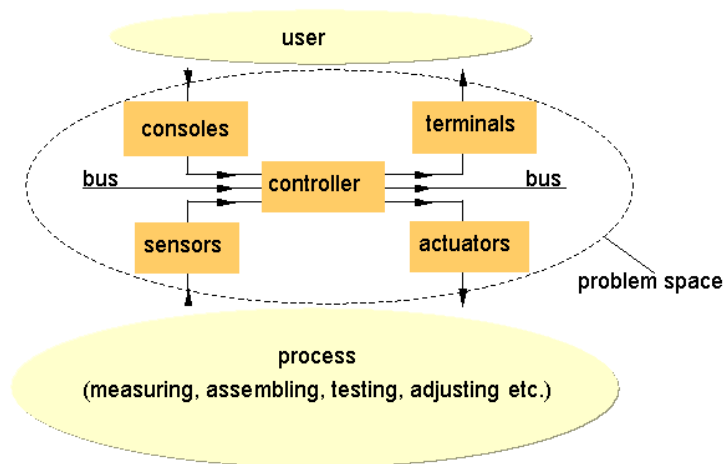 user
consoles
terminals
bus
controller
bus
sensors
actuators
problem space
process
(measuring, assembling, testing, adjusting etc.)